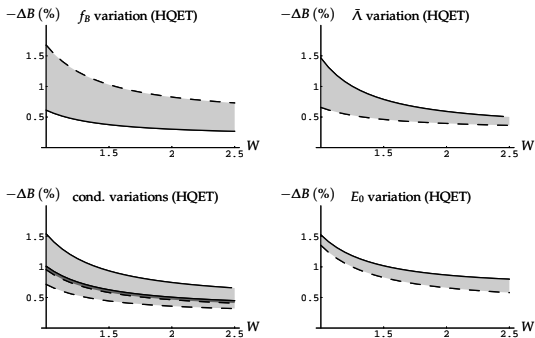 −ΔB (%) f_B variation (HQET)
1.5
1
0.5
1.5 2 2.5 W
−ΔB (%) Λ̄ variation (HQET)
1.5
1
0.5
1.5 2 2.5 W
−ΔB (%) cond. variations (HQET)
1.5
1
0.5
1.5 2 2.5 W
−ΔB (%) E₀ variation (HQET)
1.5
1
0.5
1.5 2 2.5 W